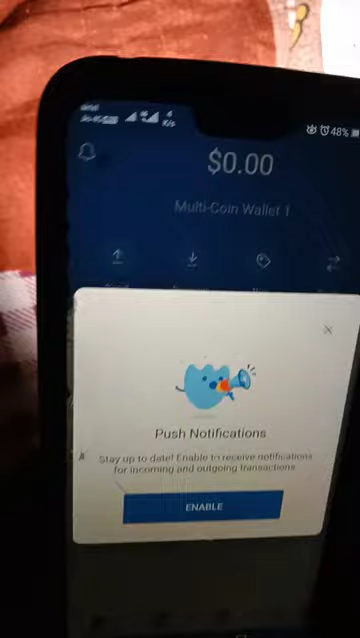 48%
$0.00
Multi-Coin Wallet 1
Push Notifications
Stay up to date! Enable to receive notifications
for incoming and outgoing transactions
ENABLE